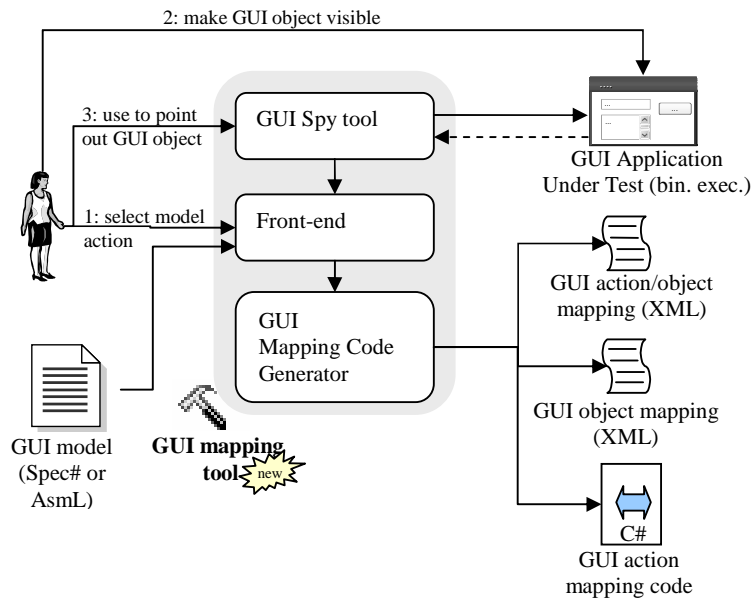 2: make GUI object visible
3: use to point
out GUI object
GUI Spy tool
....
...
...
...
GUI Application
Under Test (bin. exec.)
1: select model
action
Front-end
GUI action/object
mapping (XML)
GUI
Mapping Code
Generator
GUI model
(Spec# or
AsmL)
GUI mapping
tool
new
GUI object mapping
(XML)
C#
GUI action
mapping code